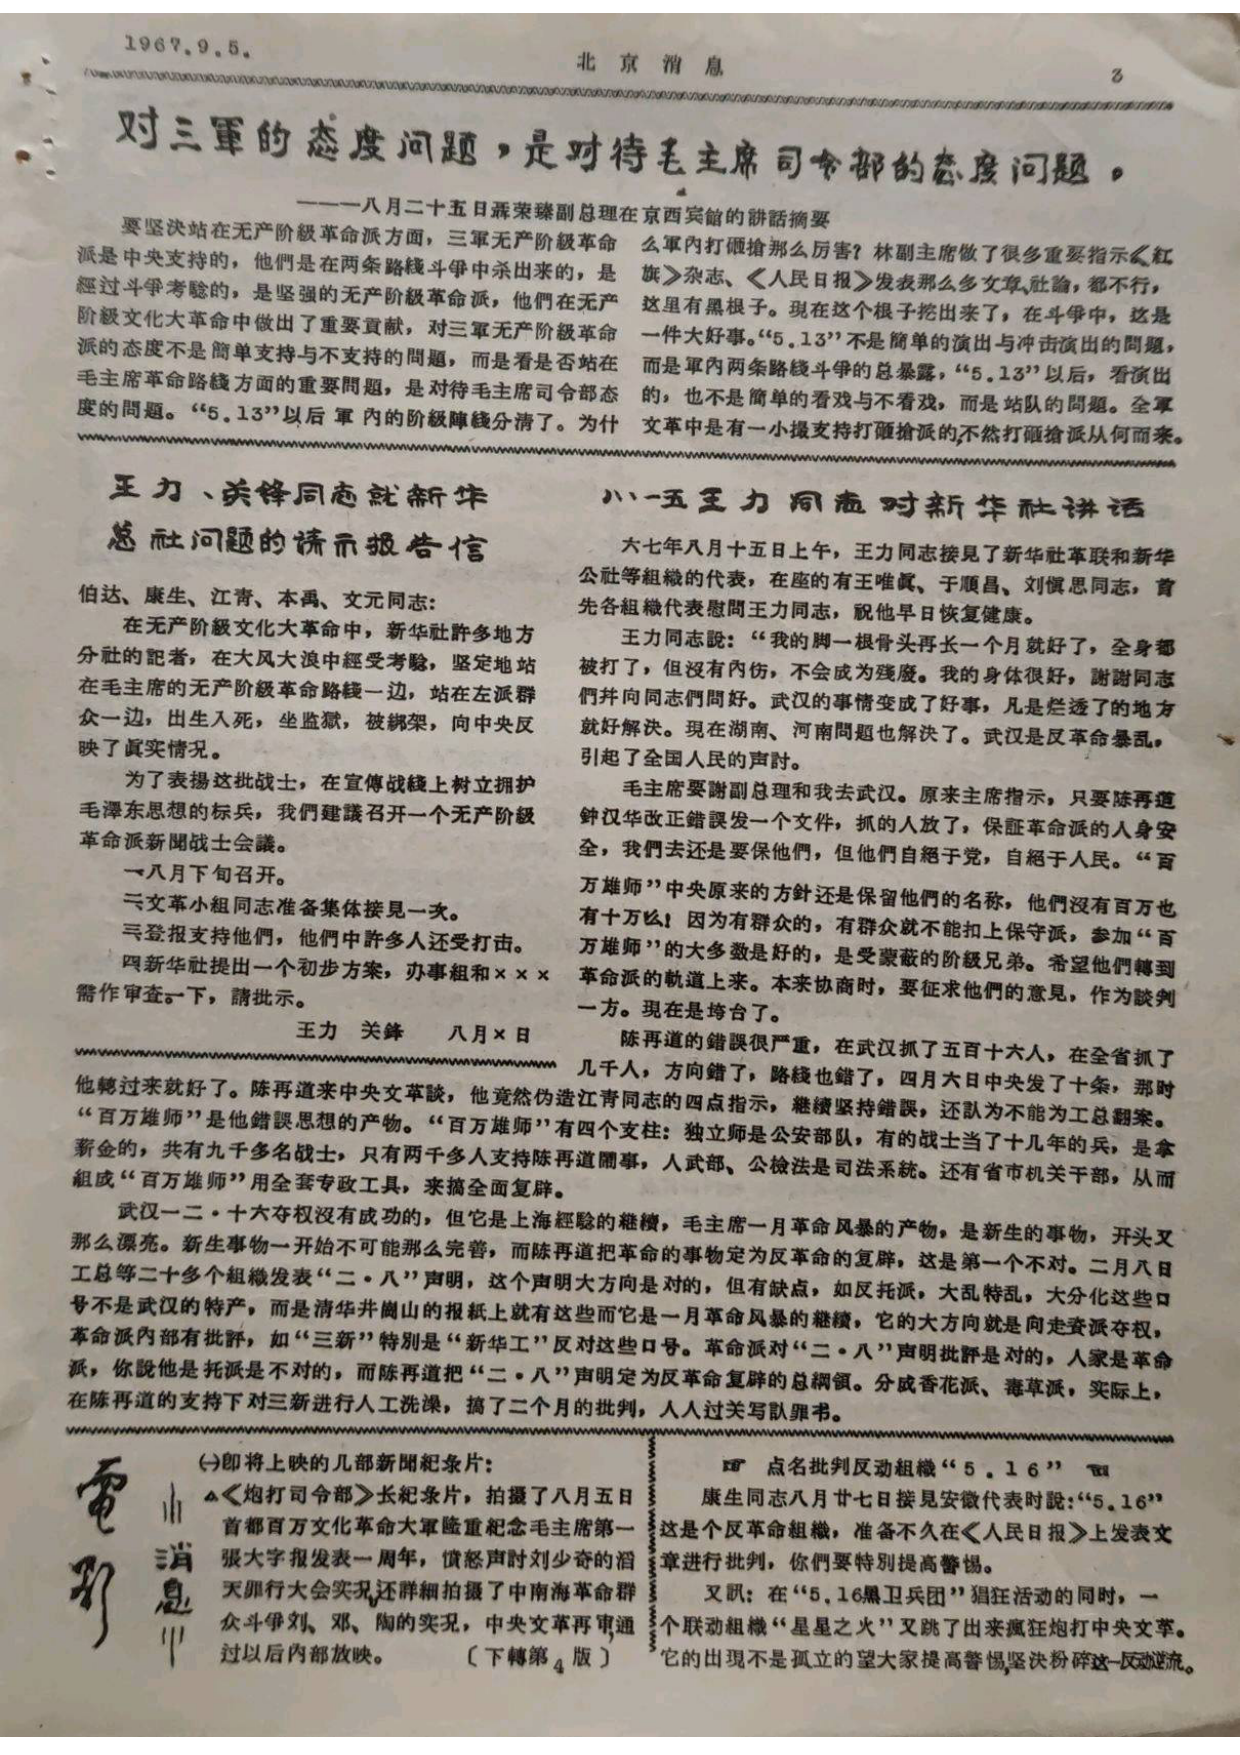 1967.9.5.
北京消息
3
对三軍的态度问题，是对待毛主席司令部的态度问题。
———八月二十五日聂荣臻副总理在京西宾館的講話摘要
要坚決站在无产阶級革命派方面，三軍无产阶級革命
派是中央支持的，他們是在两条路綫斗爭中杀出来的，是
經过斗爭考驗的，是坚强的无产阶級革命派，他們在无产
阶級文化大革命中做出了重要貢献，对三軍无产阶級革命
派的态度不是簡单支持与不支持的問題，而是看是否站在
毛主席革命路綫方面的重要問題，是对待毛主席司令部态
度的問題。“5.13”以后軍內的阶級陣綫分清了。为什
么軍內打砸搶那么厉害？林副主席做了很多重要指示《紅
旗》杂志、《人民日报》发表那么多文章、社論，都不行，
这里有黑根子。現在这个根子挖出来了，在斗爭中，这是
一件大好事。“5.13”不是簡单的演出与冲击演出的問題，
而是軍內两条路綫斗爭的总暴露，“5.13”以后，看演出
的，也不是簡单的看戏与不看戏，而是站队的問題。全軍
文革中是有一小撮支持打砸搶派的，不然打砸搶派从何而来。
王力、关锋同志就新华
总社问题的请示报告信
伯达、康生、江青、本禹、文元同志：
在无产阶級文化大革命中，新华社許多地方
分社的記者，在大风大浪中經受考驗，坚定地站
在毛主席的无产阶級革命路綫一边，站在左派群
众一边，出生入死，坐监獄，被綁架，向中央反
映了眞实情况。
为了表揚这批战士，在宣傳战綫上树立拥护
毛澤东思想的标兵，我們建議召开一个无产阶級
革命派新聞战士会議。
一八月下旬召开。
二文革小組同志准备集体接見一次。
三登报支持他們，他們中許多人还受打击。
四新华社提出一个初步方案，办事組和×××
需作审查一下，請批示。
王力 关鋒 八月×日
八·一五王力同志对新华社讲话
六七年八月十五日上午，王力同志接見了新华社革联和新华
公社等組織的代表，在座的有王唯眞、于順昌、刘愼思同志，首
先各組織代表慰問王力同志，祝他早日恢复健康。
王力同志說：“我的脚一根骨头再长一个月就好了，全身都
被打了，但沒有內伤，不会成为殘废。我的身体很好，謝謝同志
們并向同志們問好。武汉的事情变成了好事，凡是烂透了的地方
就好解決。現在湖南、河南問題也解決了。武汉是反革命暴乱，
引起了全国人民的声討。
毛主席要謝副总理和我去武汉。原来主席指示，只要陈再道
鈡汉华改正錯誤发一个文件，抓的人放了，保証革命派的人身安
全，我們去还是要保他們，但他們自絕于党，自絕于人民。“百
万雄师”中央原来的方針还是保留他們的名称，他們沒有百万也
有十万么！因为有群众的，有群众就不能扣上保守派，参加“百
万雄师”的大多数是好的，是受蒙蔽的阶級兄弟。希望他們轉到
革命派的軌道上来。本来协商时，要征求他們的意見，作为談判
一方。現在是垮台了。
陈再道的錯誤很严重，在武汉抓了五百十六人，在全省抓了
几千人，方向錯了，路綫也錯了，四月六日中央发了十条，那时
他轉过来就好了。陈再道来中央文革談，他竟然伪造江青同志的四点指示，継續坚持錯誤，还訤为不能为工总翻案。
“百万雄师”是他錯誤思想的产物。“百万雄师”有四个支柱：独立师是公安部队，有的战士当了十几年的兵，是拿
薪金的，共有九千多名战士，只有两千多人支持陈再道鬧事，人武部、公檢法是司法系統。还有省市机关干部，从而
組成“百万雄师”用全套专政工具，来搞全面复辟。
武汉一二·十六夺权沒有成功的，但它是上海經驗的継續，毛主席一月革命风暴的产物，是新生的事物，开头又
那么漂亮。新生事物一开始不可能那么完善，而陈再道把革命的事物定为反革命的复辟，这是第一个不对。二月八日
工总等二十多个組織发表“二·八”声明，这个声明大方向是对的，但有缺点，如反托派，大乱特乱，大分化这些口
号不是武汉的特产，而是清华井崗山的报紙上就有这些而它是一月革命风暴的継續，它的大方向就是向走資派夺权，
革命派內部有批評，如“三新”特別是“新华工”反对这些口号。革命派对“二·八”声明批評是对的，人家是革命
派，你說他是托派是不对的，而陈再道把“二·八”声明定为反革命复辟的总綱領。分成香花派、毒草派，实际上，
在陈再道的支持下对三新进行人工洗澡，搞了二个月的批判，人人过关写訤罪书。
電影
小消息
㈠即将上映的几部新聞紀录片：
△《炮打司令部》长紀录片，拍摄了八月五日
首都百万文化革命大軍隆重紀念毛主席第一
張大字报发表一周年，憤怒声討刘少奇的滔
天罪行大会实况，还詳細拍摄了中南海革命群
众斗爭刘、邓、陶的实况，中央文革再审，通
过以后內部放映。〔下轉第4版〕
☞ 点名批判反动組織“5.16” ☜
康生同志八月廿七日接見安徽代表时說：“5.16”
这是个反革命組織，准备不久在《人民日报》上发表文
章进行批判，你們要特別提高警惕。
又訊：在“5.16黑卫兵团”猖狂活动的同时，一
个联动組織“星星之火”又跳了出来瘋狂炮打中央文革。
它的出現不是孤立的望大家提高警惕，坚決粉碎这一反动逆流。